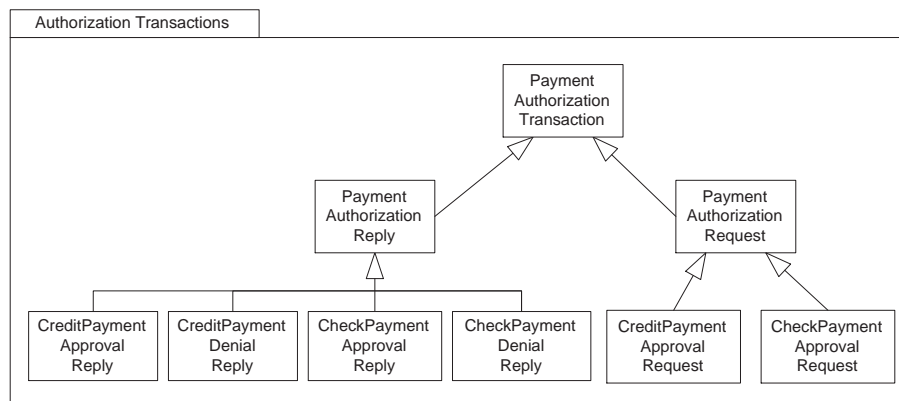 Authorization Transactions
Payment
Authorization
Transaction
Payment
Authorization
Reply
Payment
Authorization
Request
CreditPayment
Approval
Reply
CreditPayment
Denial
Reply
CheckPayment
Approval
Reply
CheckPayment
Denial
Reply
CreditPayment
Approval
Request
CheckPayment
Approval
Request